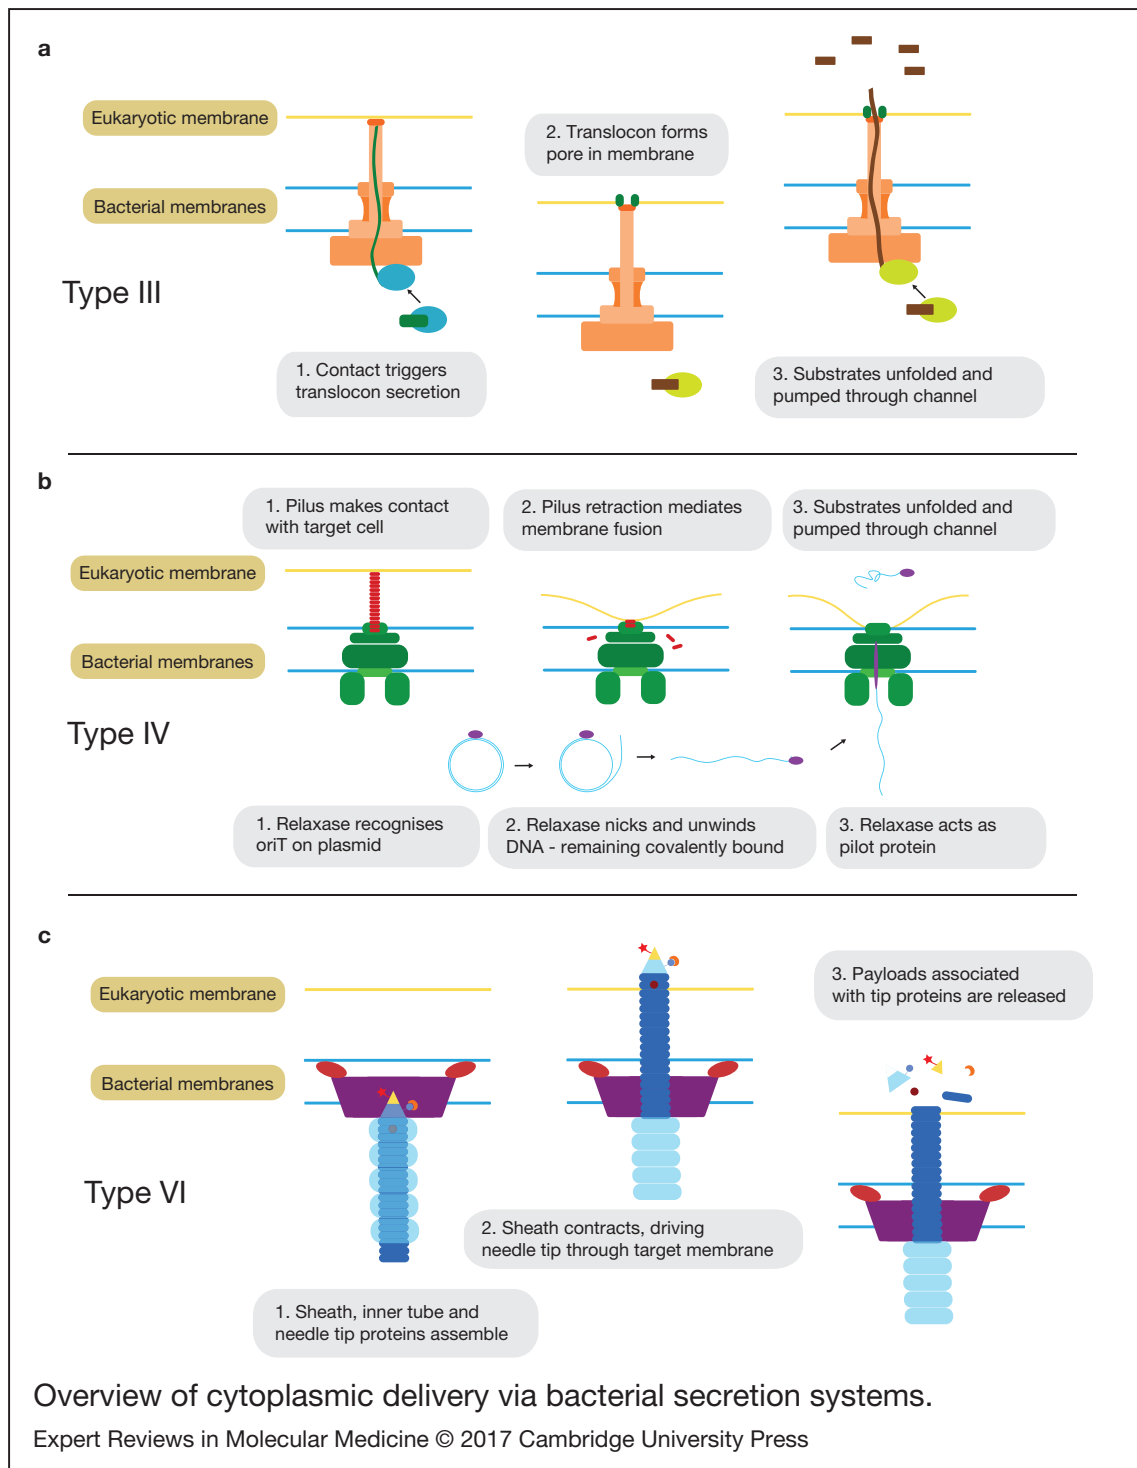 a
Eukaryotic membrane
Bacterial membranes
Type III
1. Contact triggers
translocon secretion
2. Translocon forms
pore in membrane
3. Substrates unfolded and
pumped through channel
b
1. Pilus makes contact
with target cell
2. Pilus retraction mediates
membrane fusion
3. Substrates unfolded and
pumped through channel
Eukaryotic membrane
Bacterial membranes
Type IV
1. Relaxase recognises
oriT on plasmid
2. Relaxase nicks and unwinds
DNA - remaining covalently bound
3. Relaxase acts as
pilot protein
c
Eukaryotic membrane
Bacterial membranes
Type VI
1. Sheath, inner tube and
needle tip proteins assemble
2. Sheath contracts, driving
needle tip through target membrane
3. Payloads associated
with tip proteins are released
Overview of cytoplasmic delivery via bacterial secretion systems.
Expert Reviews in Molecular Medicine © 2017 Cambridge University Press